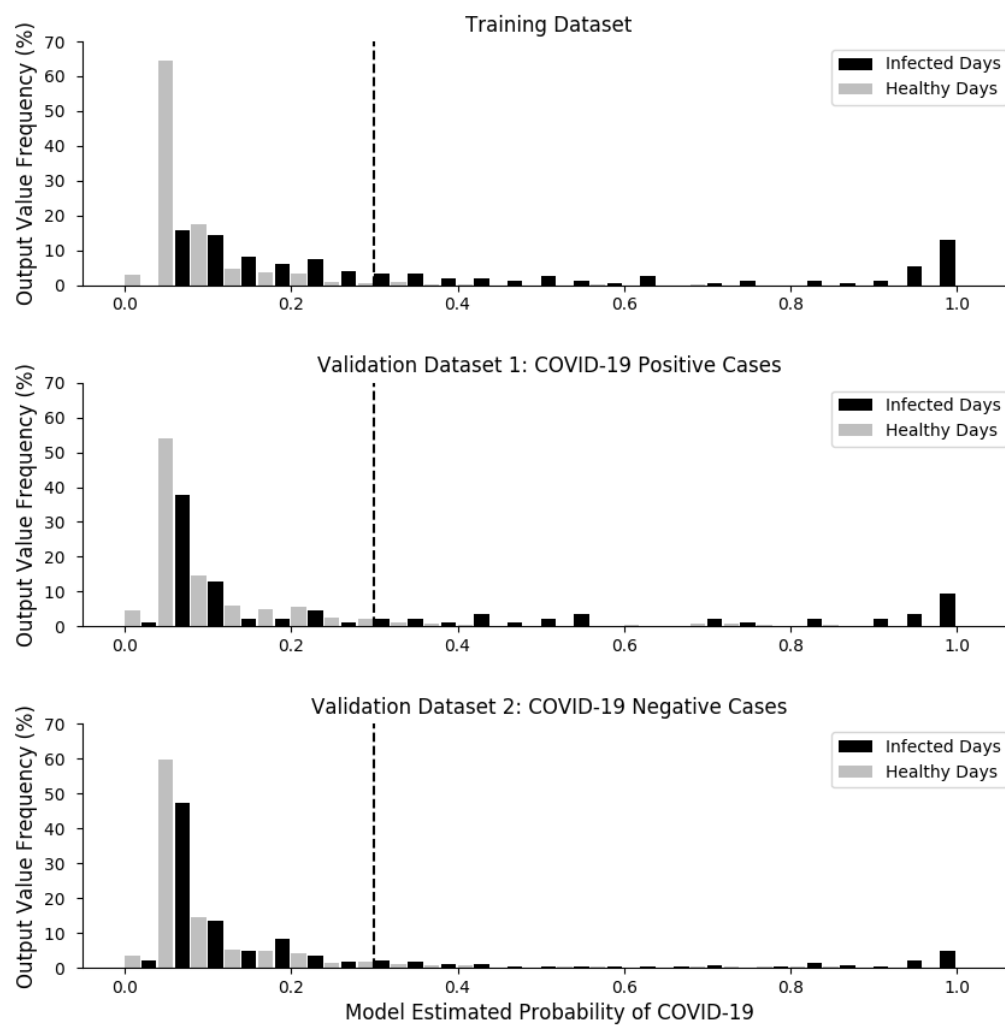 Training Dataset
Output Value Frequency (%)
70
60
50
40
30
20
10
0
Infected Days
Healthy Days
0.0 0.2 0.4 0.6 0.8 1.0
Validation Dataset 1: COVID-19 Positive Cases
Output Value Frequency (%)
70
60
50
40
30
20
10
0
Infected Days
Healthy Days
0.0 0.2 0.4 0.6 0.8 1.0
Validation Dataset 2: COVID-19 Negative Cases
Output Value Frequency (%)
70
60
50
40
30
20
10
0
Infected Days
Healthy Days
0.0 0.2 0.4 0.6 0.8 1.0
Model Estimated Probability of COVID-19